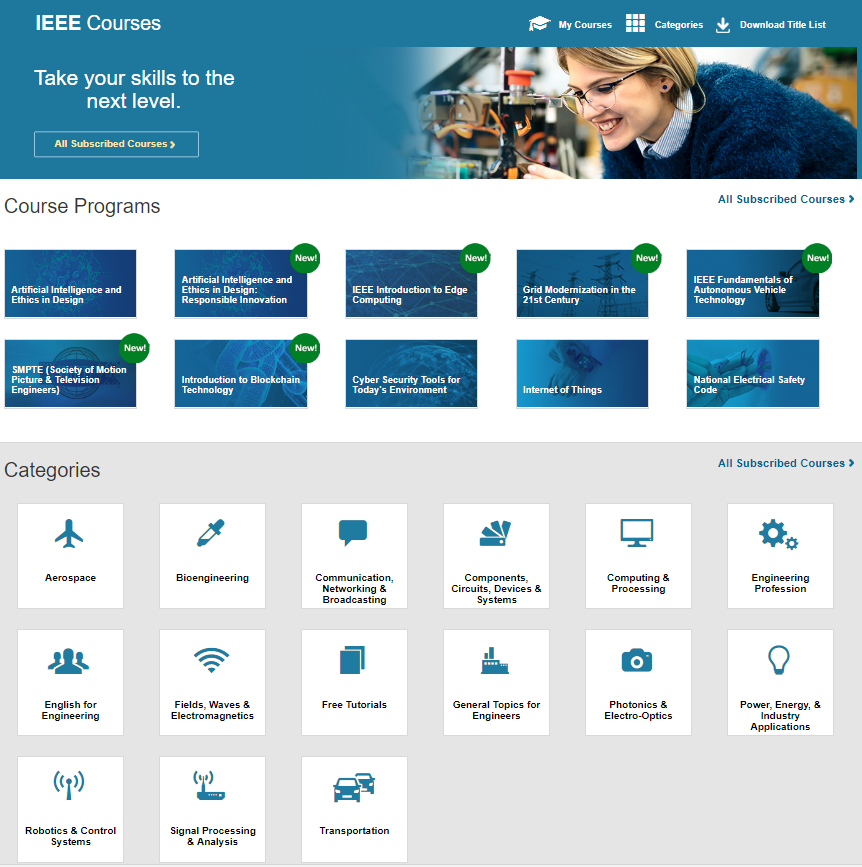 IEEE Courses
My Courses
Categories
Download Title List
Take your skills to the
next level.
All Subscribed Courses
Course Programs
All Subscribed Courses
Artificial Intelligence and
Ethics in Design
New!
Artificial Intelligence and
Ethics in Design:
Responsible Innovation
New!
IEEE Introduction to Edge
Computing
New!
Grid Modernization in the
21st Century
New!
IEEE Fundamentals of
Autonomous Vehicle
Technology
New!
SMPTE (Society of Motion
Picture & Television
Engineers)
New!
Introduction to Blockchain
Technology
Cyber Security Tools for
Today's Environment
Internet of Things
National Electrical Safety
Code
Categories
All Subscribed Courses
Aerospace
Bioengineering
Communication,
Networking &
Broadcasting
Components,
Circuits, Devices &
Systems
Computing &
Processing
Engineering
Profession
English for
Engineering
Fields, Waves &
Electromagnetics
Free Tutorials
General Topics for
Engineers
Photonics &
Electro-Optics
Power, Energy, &
Industry
Applications
Robotics & Control
Systems
Signal Processing
& Analysis
Transportation